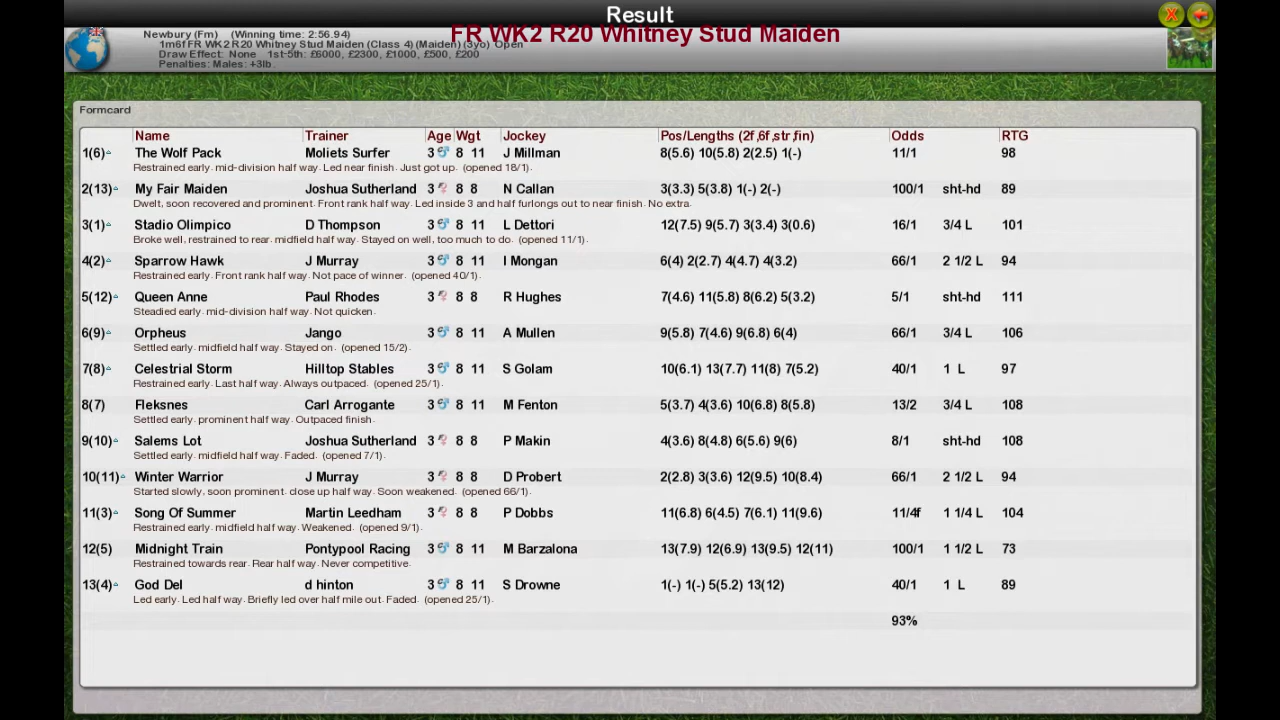 Result
FR WK2 R20 Whitney Stud Maiden
Newbury (Fm) (Winning time: 2:56.94)
1m6f FR WK2 R20 Whitney Stud Maiden (Class 4) (Maiden) (3yo) Open
Draw Effect: None 1st-5th: £6000, £2300, £1000, £500, £200
Penalties: Males: +3lb.
Formcard
Name Trainer Age Wgt Jockey Pos/Lengths (2f,6f,str,fin) Odds RTG
1(6) The Wolf Pack Moliets Surfer 3 8 11 J Millman 8(5.6) 10(5.8) 2(2.5) 1(-) 11/1 98
Restrained early. mid-division half way. Led near finish. Just got up. (opened 18/1).
2(13) My Fair Maiden Joshua Sutherland 3 8 8 N Callan 3(3.3) 5(3.8) 1(-) 2(-) 100/1 sht-hd 89
Dwelt, soon recovered and prominent. Front rank half way. Led inside 3 and half furlongs out to near finish. No extra.
3(1) Stadio Olimpico D Thompson 3 8 11 L Dettori 12(7.5) 9(5.7) 3(3.4) 3(0.6) 16/1 3/4 L 101
Broke well, restrained to rear. midfield half way. Stayed on well, too much to do. (opened 11/1).
4(2) Sparrow Hawk J Murray 3 8 11 I Mongan 6(4) 2(2.7) 4(4.7) 4(3.2) 66/1 2 1/2 L 94
Restrained early. Front rank half way. Not pace of winner. (opened 40/1).
5(12) Queen Anne Paul Rhodes 3 8 8 R Hughes 7(4.6) 11(5.8) 8(6.2) 5(3.2) 5/1 sht-hd 111
Steadied early. mid-division half way. Not quicken.
6(9) Orpheus Jango 3 8 11 A Mullen 9(5.8) 7(4.6) 9(6.8) 6(4) 66/1 3/4 L 106
Settled early. midfield half way. Stayed on. (opened 15/2).
7(8) Celestrial Storm Hilltop Stables 3 8 11 S Golam 10(6.1) 13(7.7) 11(8) 7(5.2) 40/1 1 L 97
Restrained early. Last half way. Always outpaced. (opened 25/1).
8(7) Fleksnes Carl Arrogante 3 8 11 M Fenton 5(3.7) 4(3.6) 10(6.8) 8(5.8) 13/2 3/4 L 108
Settled early. prominent half way. Outpaced finish.
9(10) Salems Lot Joshua Sutherland 3 8 8 P Makin 4(3.6) 8(4.8) 6(5.6) 9(6) 8/1 sht-hd 108
Settled early. midfield half way. Faded. (opened 7/1).
10(11) Winter Warrior J Murray 3 8 8 D Probert 2(2.8) 3(3.6) 12(9.5) 10(8.4) 66/1 2 1/2 L 94
Started slowly, soon prominent. close up half way. Soon weakened. (opened 66/1).
11(3) Song Of Summer Martin Leedham 3 8 8 P Dobbs 11(6.8) 6(4.5) 7(6.1) 11(9.6) 11/4f 1 1/4 L 104
Restrained early. midfield half way. Weakened. (opened 9/1).
12(5) Midnight Train Pontypool Racing 3 8 11 M Barzalona 13(7.9) 12(6.9) 13(9.5) 12(11) 100/1 1 1/2 L 73
Restrained towards rear. Rear half way. Never competitive.
13(4) God Del d hinton 3 8 11 S Drowne 1(-) 1(-) 5(5.2) 13(12) 40/1 1 L 89
Led early. Led half way. Briefly led over half mile out. Faded. (opened 25/1).
93%